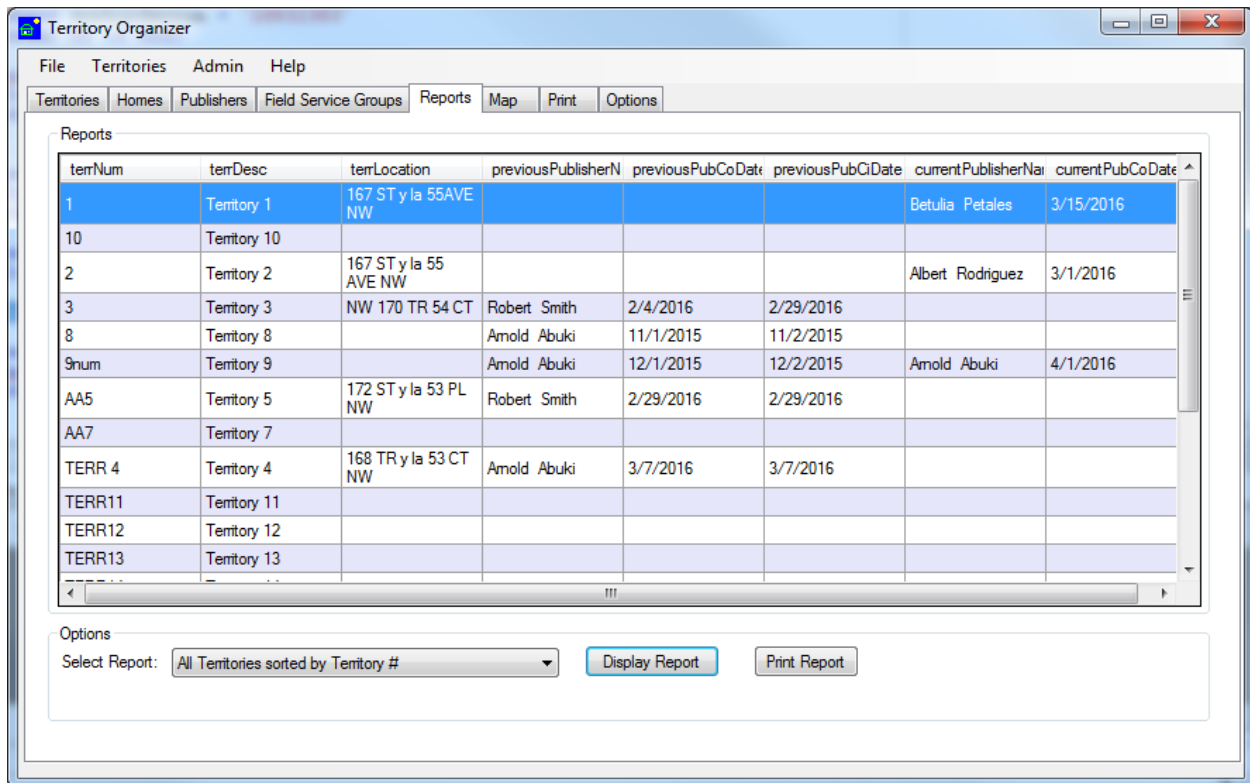 Territory Organizer
File Territories Admin Help
Territories Homes Publishers Field Service Groups Reports Map Print Options
Reports
terrNum terrDesc terrLocation previousPublisherN previousPubCoDate previousPubCiDate currentPublisherNa currentPubCoDate
1 Territory 1 167 ST y la 55AVE NW Betulia Petales 3/15/2016
10 Territory 10
2 Territory 2 167 ST y la 55 AVE NW Albert Rodriguez 3/1/2016
3 Territory 3 NW 170 TR 54 CT Robert Smith 2/4/2016 2/29/2016
8 Territory 8 Arnold Abuki 11/1/2015 11/2/2015
9num Territory 9 Arnold Abuki 12/1/2015 12/2/2015 Arnold Abuki 4/1/2016
AA5 Territory 5 172 ST y la 53 PL NW Robert Smith 2/29/2016 2/29/2016
AA7 Territory 7
TERR 4 Territory 4 168 TR y la 53 CT NW Arnold Abuki 3/7/2016 3/7/2016
TERR11 Territory 11
TERR12 Territory 12
TERR13 Territory 13
Options
Select Report: All Territories sorted by Territory # Display Report Print Report